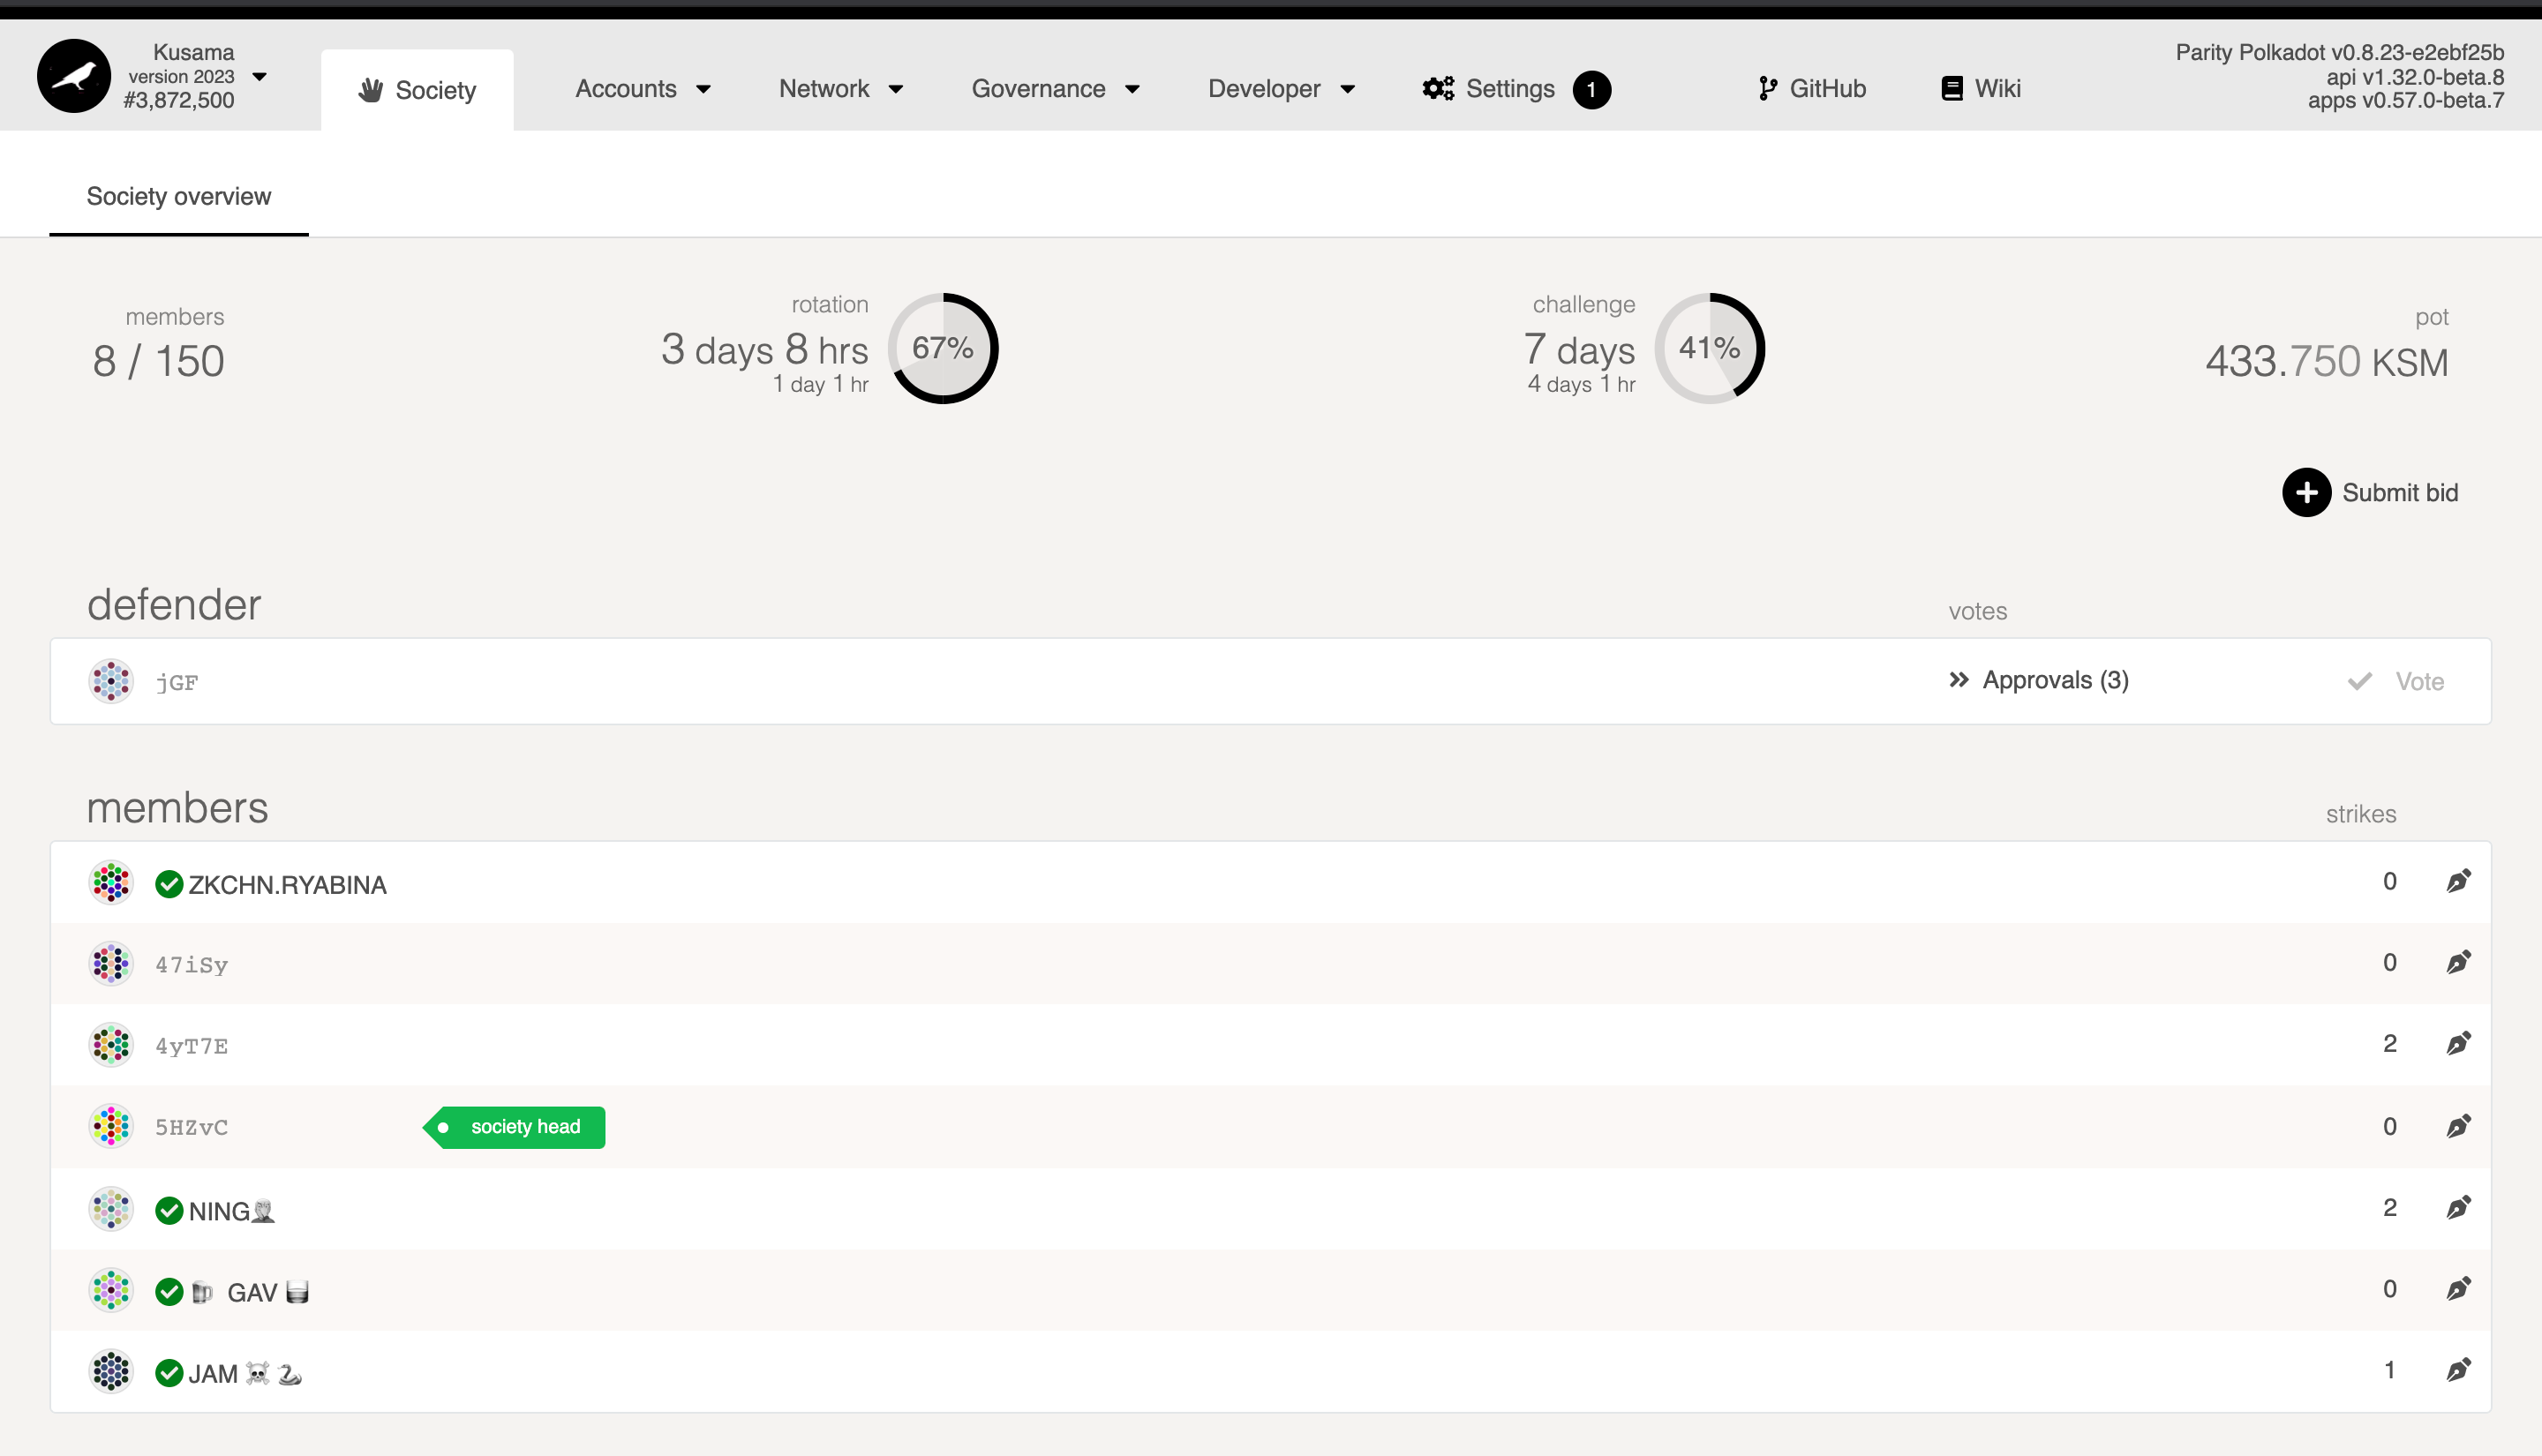 Kusama
version 2023
#3,872,500
Society
Accounts
Network
Governance
Developer
Settings 1
GitHub
Wiki
Parity Polkadot v0.8.23-e2ebf25b
api v1.32.0-beta.8
apps v0.57.0-beta.7
Society overview
members
8 / 150
rotation
3 days 8 hrs
1 day 1 hr
67%
challenge
7 days
4 days 1 hr
41%
pot
433.750 KSM
Submit bid
defender votes
jGF Approvals (3) Vote
members strikes
ZKCHN.RYABINA 0
47iSy 0
4yT7E 2
5HZvC society head 0
NING🤦 2
🍺 GAV 🥃 0
JAM ☠️ 🐍 1